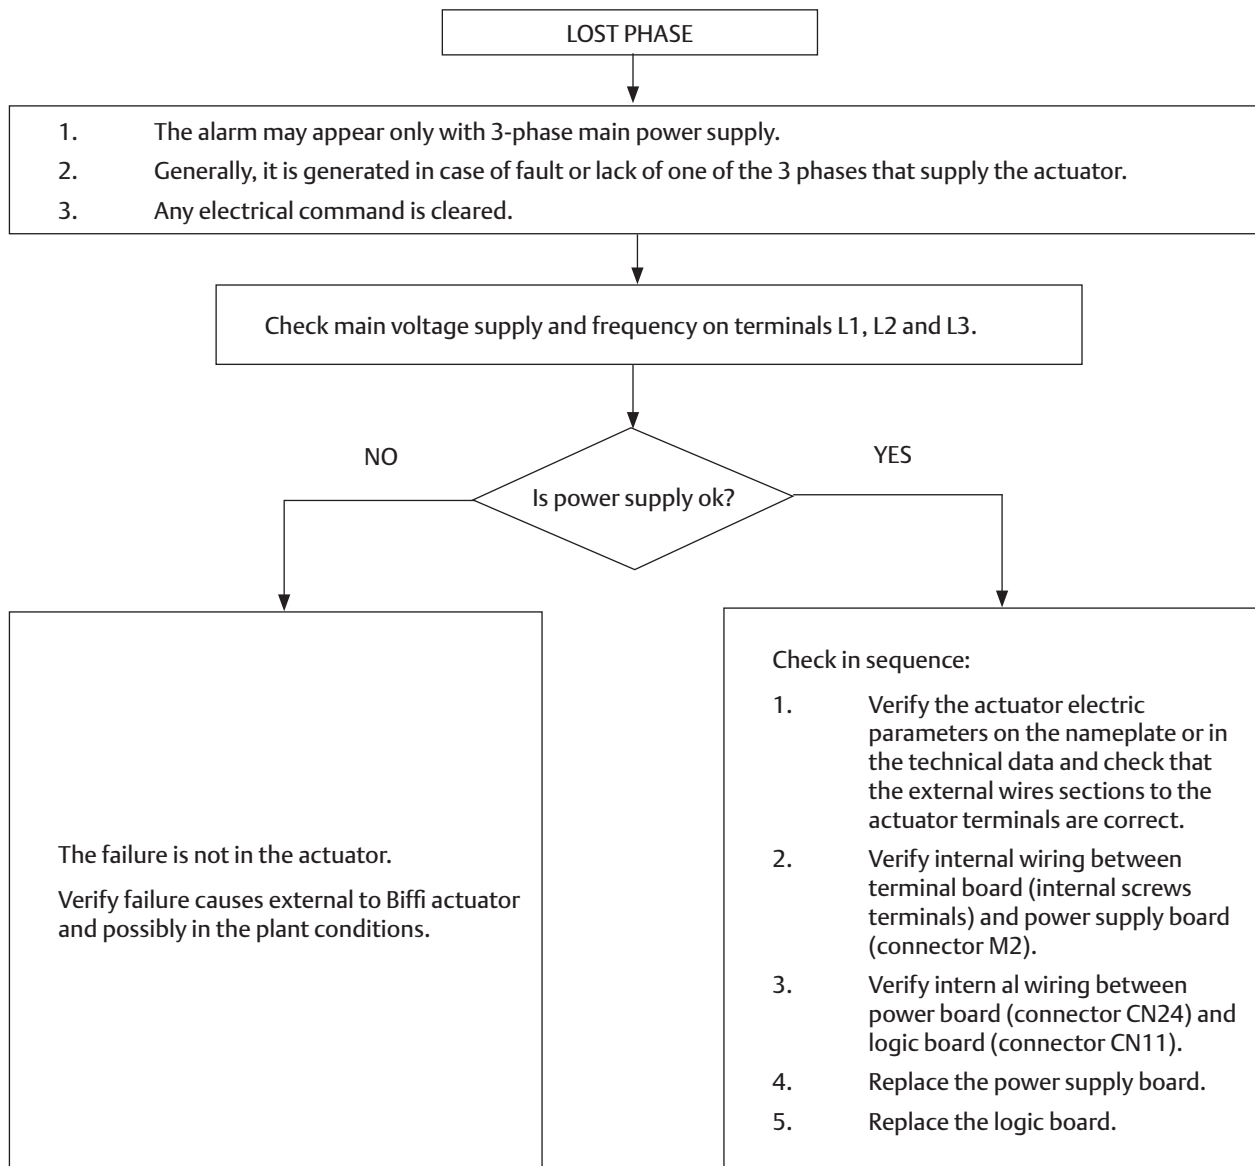 LOST PHASE
1. The alarm may appear only with 3-phase main power supply.
2. Generally, it is generated in case of fault or lack of one of the 3 phases that supply the actuator.
3. Any electrical command is cleared.
Check main voltage supply and frequency on terminals L1, L2 and L3.
NO
YES
Is power supply ok?
The failure is not in the actuator.
Verify failure causes external to Biffi actuator
and possibly in the plant conditions.
Check in sequence:
1. Verify the actuator electric
parameters on the nameplate or in
the technical data and check that
the external wires sections to the
actuator terminals are correct.
2. Verify internal wiring between
terminal board (internal screws
terminals) and power supply board
(connector M2).
3. Verify intern al wiring between
power board (connector CN24) and
logic board (connector CN11).
4. Replace the power supply board.
5. Replace the logic board.